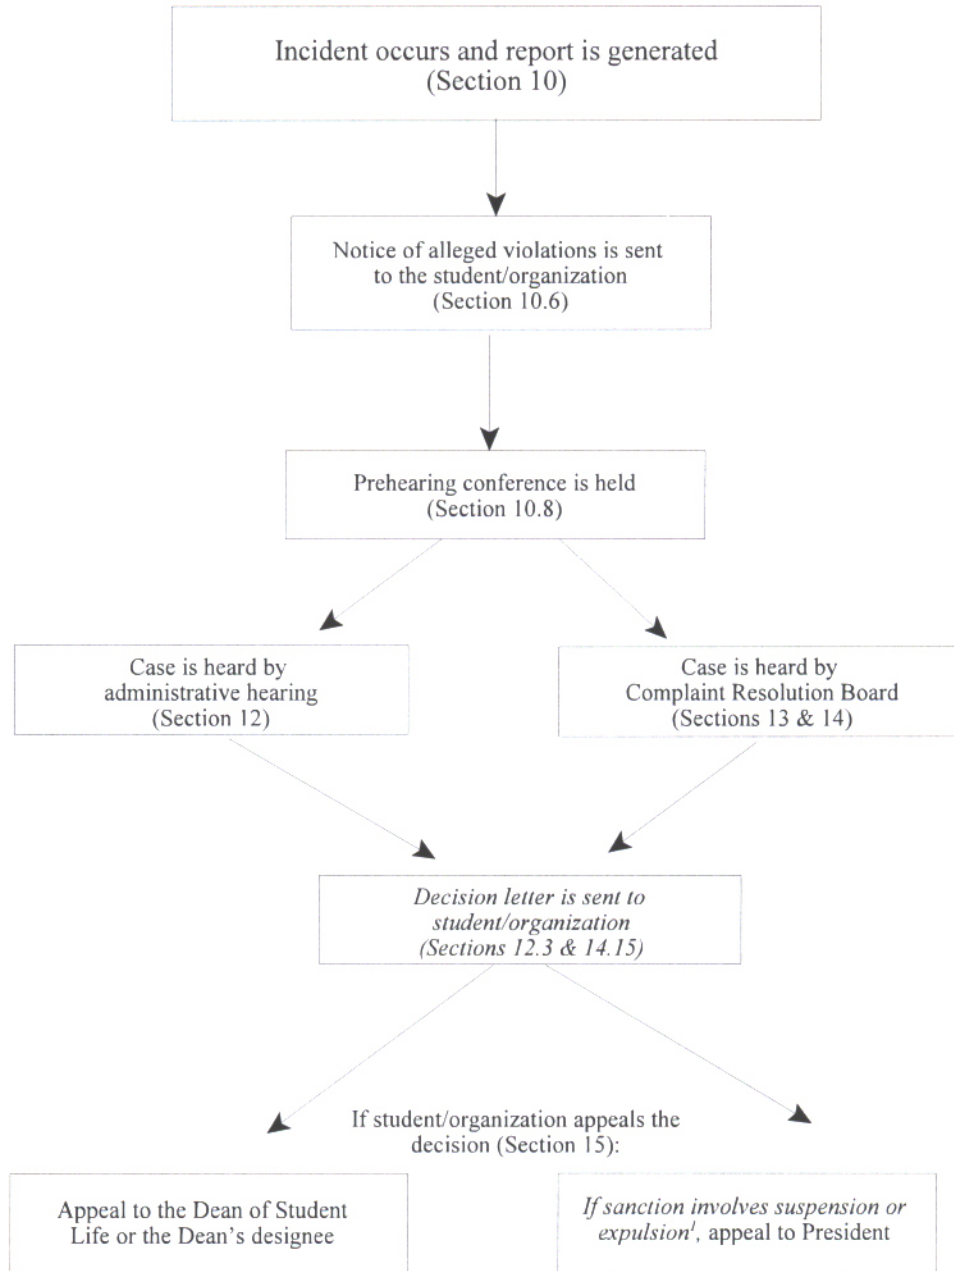 Incident occurs and report is generated
(Section 10)
Notice of alleged violations is sent
to the student/organization
(Section 10.6)
Prehearing conference is held
(Section 10.8)
Case is heard by
administrative hearing
(Section 12)
Case is heard by
Complaint Resolution Board
(Sections 13 & 14)
Decision letter is sent to
student/organization
(Sections 12.3 & 14.15)
If student/organization appeals the
decision (Section 15):
Appeal to the Dean of Student
Life or the Dean's designee
If sanction involves suspension or
expulsion¹, appeal to President